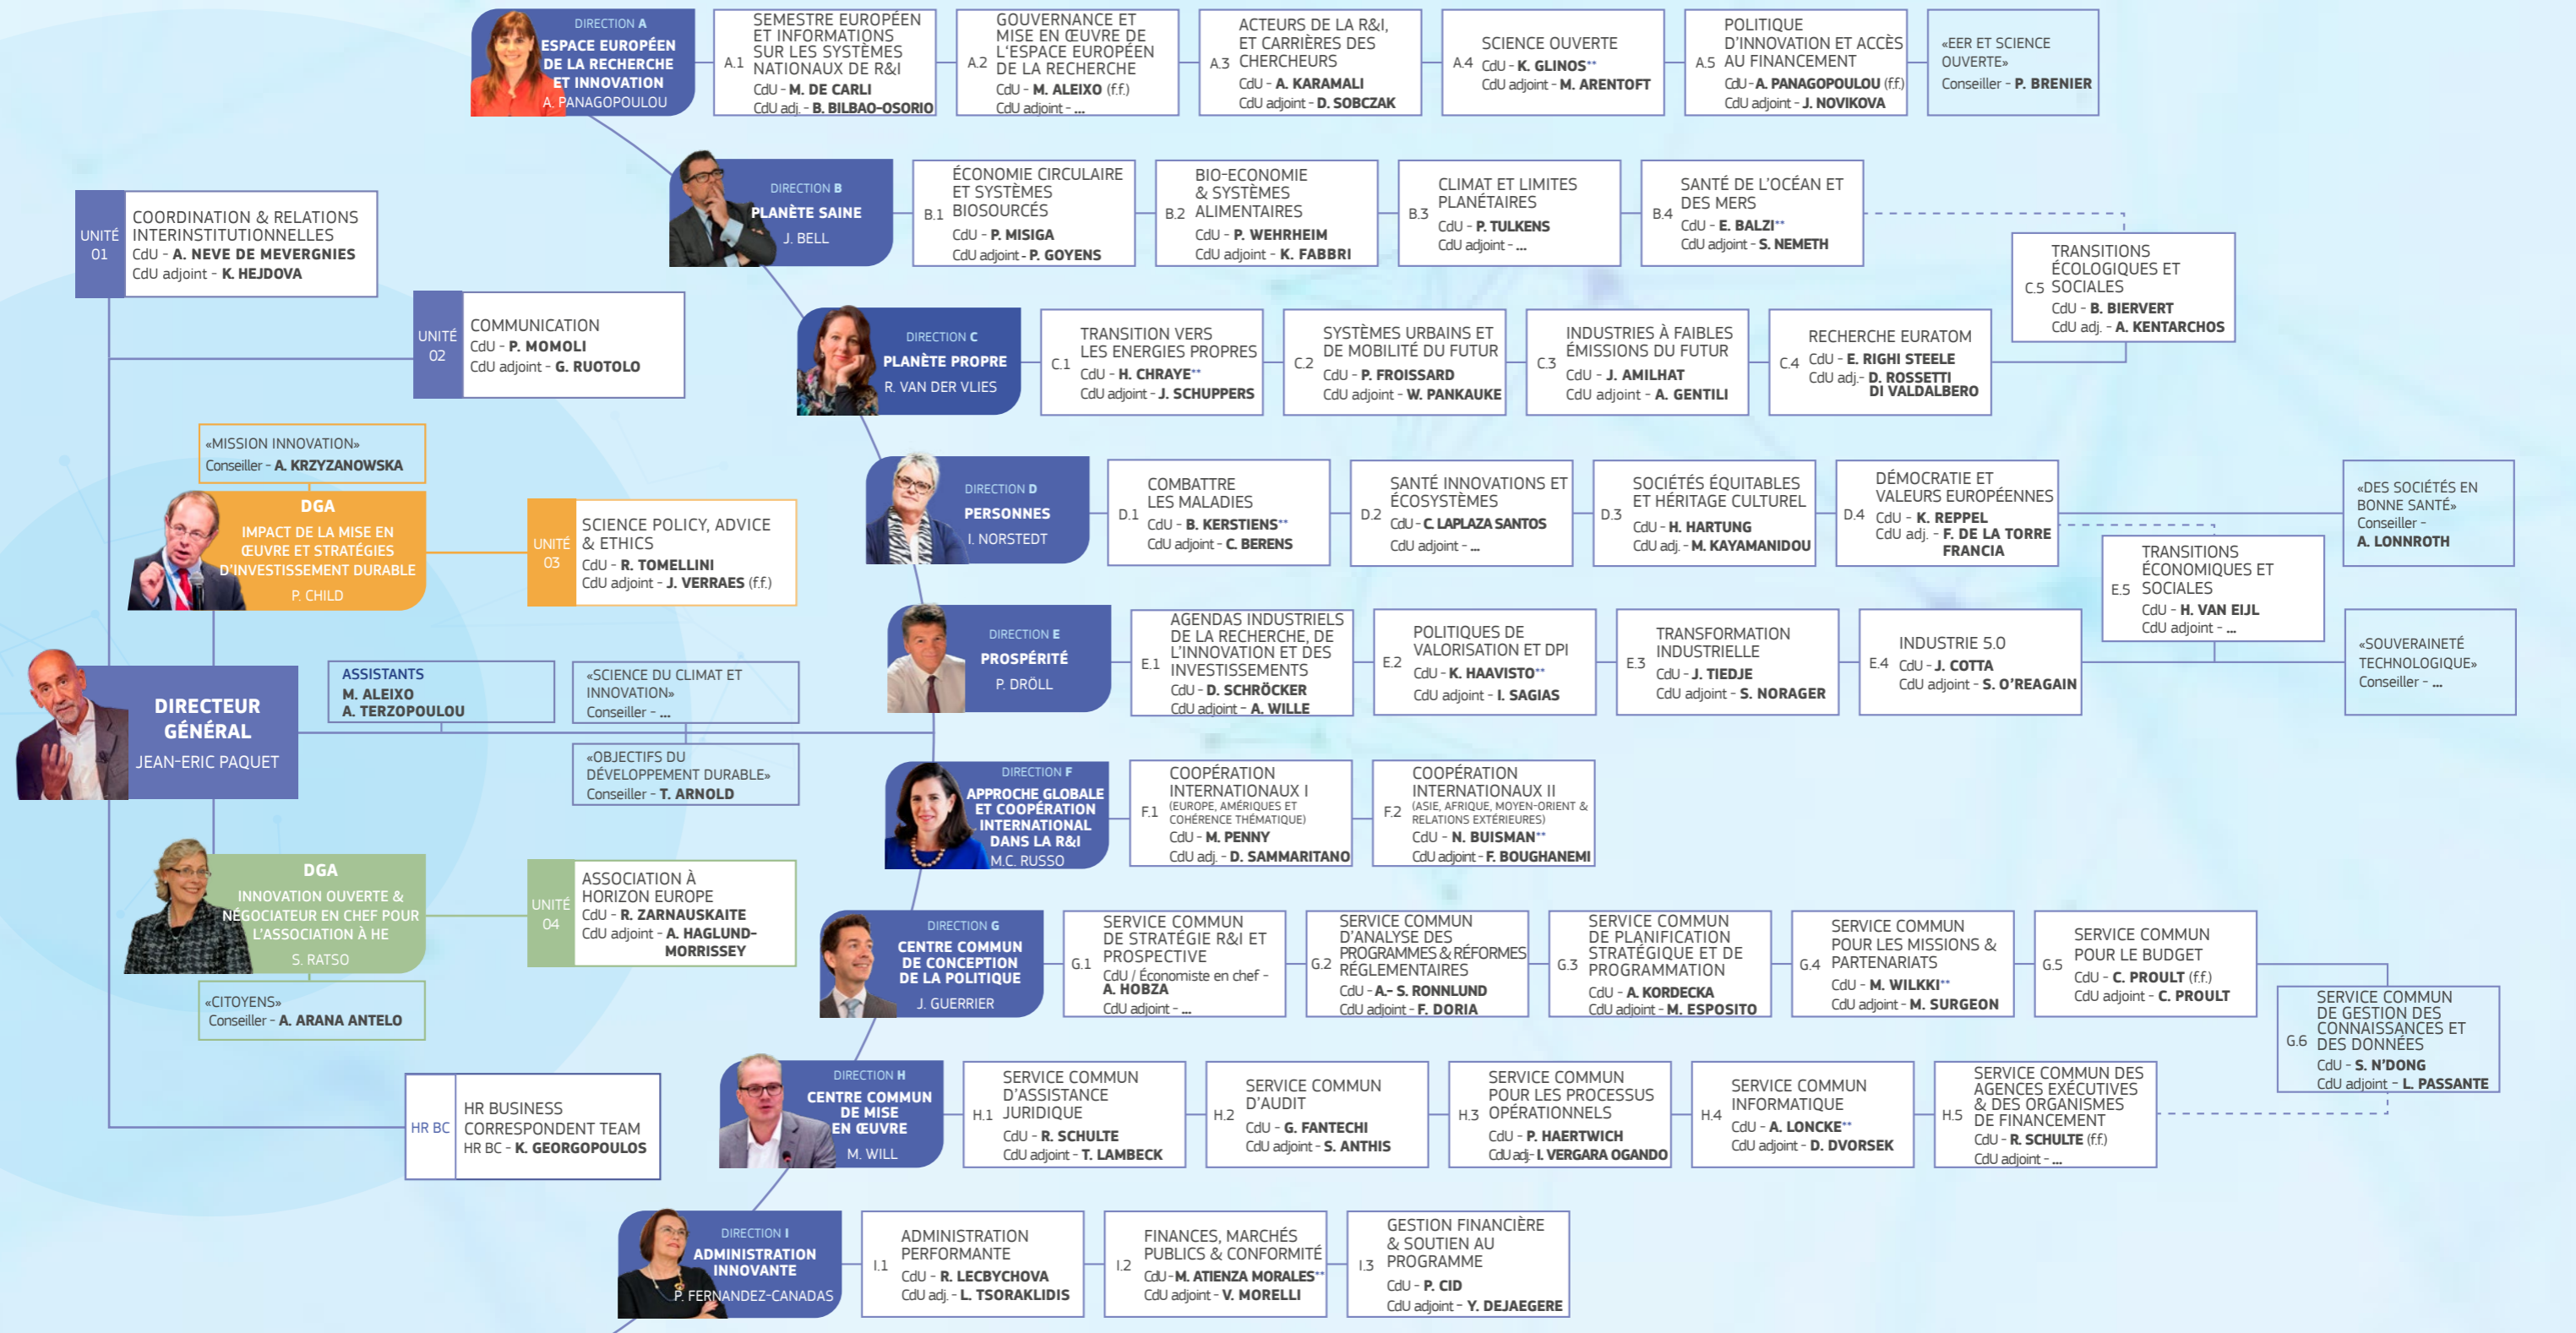 DIRECTION A
ESPACE EUROPÉEN
DE LA RECHERCHE
ET INNOVATION
A. PANAGOPOULOU
A.1
SEMESTRE EUROPÉEN
ET INFORMATIONS
SUR LES SYSTÈMES
NATIONAUX DE R&I
CdU - M. DE CARLI
CdU adj. - B. BILBAO-OSORIO
A.2
GOUVERNANCE ET
MISE EN ŒUVRE DE
L'ESPACE EUROPÉEN
DE LA RECHERCHE
CdU - M. ALEIXO (f.f.)
CdU adjoint - ...
A.3
ACTEURS DE LA R&I,
ET CARRIÈRES DES
CHERCHEURS
CdU - A. KARAMALI
CdU adjoint - D. SOBCZAK
A.4
SCIENCE OUVERTE
CdU - K. GLINOS**
CdU adjoint - M. ARENTOFT
A.5
POLITIQUE
D'INNOVATION ET ACCÈS
AU FINANCEMENT
CdU - A. PANAGOPOULOU (f.f.)
CdU adjoint - J. NOVIKOVA
«EER ET SCIENCE
OUVERTE»
Conseiller - P. BRENIER
DIRECTION B
PLANÈTE SAINE
J. BELL
B.1
ÉCONOMIE CIRCULAIRE
ET SYSTÈMES
BIOSOURCÉS
CdU - P. MISIGA
CdU adjoint - P. GOYENS
B.2
BIO-ECONOMIE
& SYSTÈMES
ALIMENTAIRES
CdU - P. WEHRHEIM
CdU adjoint - K. FABBRI
B.3
CLIMAT ET LIMITES
PLANÉTAIRES
CdU - P. TULKENS
CdU adjoint - ...
B.4
SANTÉ DE L'OCÉAN ET
DES MERS
CdU - E. BALZI**
CdU adjoint - S. NEMETH
UNITÉ
01
COORDINATION & RELATIONS
INTERINSTITUTIONNELLES
CdU - A. NEVE DE MEVERGNIES
CdU adjoint - K. HEJDOVA
C.5
TRANSITIONS
ÉCOLOGIQUES ET
SOCIALES
CdU - B. BIERVERT
CdU adj. - A. KENTARCHOS
UNITÉ
02
COMMUNICATION
CdU - P. MOMOLI
CdU adjoint - G. RUOTOLO
DIRECTION C
PLANÈTE PROPRE
R. VAN DER VLIES
C.1
TRANSITION VERS
LES ENERGIES PROPRES
CdU - H. CHRAYE**
CdU adjoint - J. SCHUPPERS
C.2
SYSTÈMES URBAINS ET
DE MOBILITÉ DU FUTUR
CdU - P. FROISSARD
CdU adjoint - W. PANKAUKE
C.3
INDUSTRIES À FAIBLES
ÉMISSIONS DU FUTUR
CdU - J. AMILHAT
CdU adjoint - A. GENTILI
C.4
RECHERCHE EURATOM
CdU - E. RIGHI STEELE
CdU adj.- D. ROSSETTI
DI VALDALBERO
«MISSION INNOVATION»
Conseiller - A. KRZYZANOWSKA
DGA
IMPACT DE LA MISE EN
ŒUVRE ET STRATÉGIES
D'INVESTISSEMENT DURABLE
P. CHILD
UNITÉ
03
SCIENCE POLICY, ADVICE
& ETHICS
CdU - R. TOMELLINI
CdU adjoint - J. VERRAES (f.f.)
DIRECTION D
PERSONNES
I. NORSTEDT
D.1
COMBATTRE
LES MALADIES
CdU - B. KERSTIENS**
CdU adjoint - C. BERENS
D.2
SANTÉ INNOVATIONS ET
ÉCOSYSTÈMES
CdU - C. LAPLAZA SANTOS
CdU adjoint - ...
D.3
SOCIÉTÉS ÉQUITABLES
ET HÉRITAGE CULTUREL
CdU - H. HARTUNG
CdU adj. - M. KAYAMANIDOU
D.4
DÉMOCRATIE ET
VALEURS EUROPÉENNES
CdU - K. REPPEL
CdU adj. - F. DE LA TORRE
FRANCIA
«DES SOCIÉTÉS EN
BONNE SANTÉ»
Conseiller -
A. LONNROTH
E.5
TRANSITIONS
ÉCONOMIQUES ET
SOCIALES
CdU - H. VAN EIJL
CdU adjoint - ...
DIRECTION E
PROSPÉRITÉ
P. DRÖLL
E.1
AGENDAS INDUSTRIELS
DE LA RECHERCHE, DE
L'INNOVATION ET DES
INVESTISSEMENTS
CdU - D. SCHRÖCKER
CdU adjoint - A. WILLE
E.2
POLITIQUES DE
VALORISATION ET DPI
CdU - K. HAAVISTO**
CdU adjoint - I. SAGIAS
E.3
TRANSFORMATION
INDUSTRIELLE
CdU - J. TIEDJE
CdU adjoint - S. NORAGER
E.4
INDUSTRIE 5.0
CdU - J. COTTA
CdU adjoint - S. O'REAGAIN
«SOUVERAINETÉ
TECHNOLOGIQUE»
Conseiller - ...
DIRECTEUR
GÉNÉRAL
JEAN-ERIC PAQUET
ASSISTANTS
M. ALEIXO
A. TERZOPOULOU
«SCIENCE DU CLIMAT ET
INNOVATION»
Conseiller - ...
«OBJECTIFS DU
DÉVELOPPEMENT DURABLE»
Conseiller - T. ARNOLD
DIRECTION F
APPROCHE GLOBALE
ET COOPÉRATION
INTERNATIONAL
DANS LA R&I
M.C. RUSSO
F.1
COOPÉRATION
INTERNATIONAUX I
(EUROPE, AMÉRIQUES ET
COHÉRENCE THÉMATIQUE)
CdU - M. PENNY
CdU adj. - D. SAMMARITANO
F.2
COOPÉRATION
INTERNATIONAUX II
(ASIE, AFRIQUE, MOYEN-ORIENT &
RELATIONS EXTÉRIEURES)
CdU - N. BUISMAN**
CdU adjoint - F. BOUGHANEMI
DGA
INNOVATION OUVERTE &
NÉGOCIATEUR EN CHEF POUR
L'ASSOCIATION À HE
S. RATSO
UNITÉ
04
ASSOCIATION À
HORIZON EUROPE
CdU - R. ZARNAUSKAITE
CdU adjoint - A. HAGLUND-
MORRISSEY
«CITOYENS»
Conseiller - A. ARANA ANTELO
DIRECTION G
CENTRE COMMUN
DE CONCEPTION
DE LA POLITIQUE
J. GUERRIER
G.1
SERVICE COMMUN
DE STRATÉGIE R&I ET
PROSPECTIVE
CdU / Économiste en chef -
A. HOBZA
CdU adjoint - ...
G.2
SERVICE COMMUN
D'ANALYSE DES
PROGRAMMES & RÉFORMES
RÉGLEMENTAIRES
CdU - A.- S. RONNLUND
CdU adjoint - F. DORIA
G.3
SERVICE COMMUN
DE PLANIFICATION
STRATÉGIQUE ET DE
PROGRAMMATION
CdU - A. KORDECKA
CdU adjoint - M. ESPOSITO
G.4
SERVICE COMMUN
POUR LES MISSIONS &
PARTENARIATS
CdU - M. WILKKI**
CdU adjoint - M. SURGEON
G.5
SERVICE COMMUN
POUR LE BUDGET
CdU - C. PROULT (f.f.)
CdU adjoint - C. PROULT
G.6
SERVICE COMMUN
DE GESTION DES
CONNAISSANCES ET
DES DONNÉES
CdU - S. N'DONG
CdU adjoint - L. PASSANTE
HR BC
HR BUSINESS
CORRESPONDENT TEAM
HR BC - K. GEORGOPOULOS
DIRECTION H
CENTRE COMMUN
DE MISE
EN ŒUVRE
M. WILL
H.1
SERVICE COMMUN
D'ASSISTANCE
JURIDIQUE
CdU - R. SCHULTE
CdU adjoint - T. LAMBECK
H.2
SERVICE COMMUN
D'AUDIT
CdU - G. FANTECHI
CdU adjoint - S. ANTHIS
H.3
SERVICE COMMUN
POUR LES PROCESSUS
OPÉRATIONNELS
CdU - P. HAERTWICH
CdU adj- I. VERGARA OGANDO
H.4
SERVICE COMMUN
INFORMATIQUE
CdU - A. LONCKE**
CdU adjoint - D. DVORSEK
H.5
SERVICE COMMUN DES
AGENCES EXÉCUTIVES
& DES ORGANISMES
DE FINANCEMENT
CdU - R. SCHULTE (f.f.)
CdU adjoint - ...
DIRECTION I
ADMINISTRATION
INNOVANTE
P. FERNANDEZ-CANADAS
I.1
ADMINISTRATION
PERFORMANTE
CdU - R. LECBYCHOVA
CdU adj. - L. TSORAKLIDIS
I.2
FINANCES, MARCHÉS
PUBLICS & CONFORMITÉ
CdU - M. ATIENZA MORALES**
CdU adjoint - V. MORELLI
I.3
GESTION FINANCIÈRE
& SOUTIEN AU
PROGRAMME
CdU - P. CID
CdU adjoint - Y. DEJAEGERE